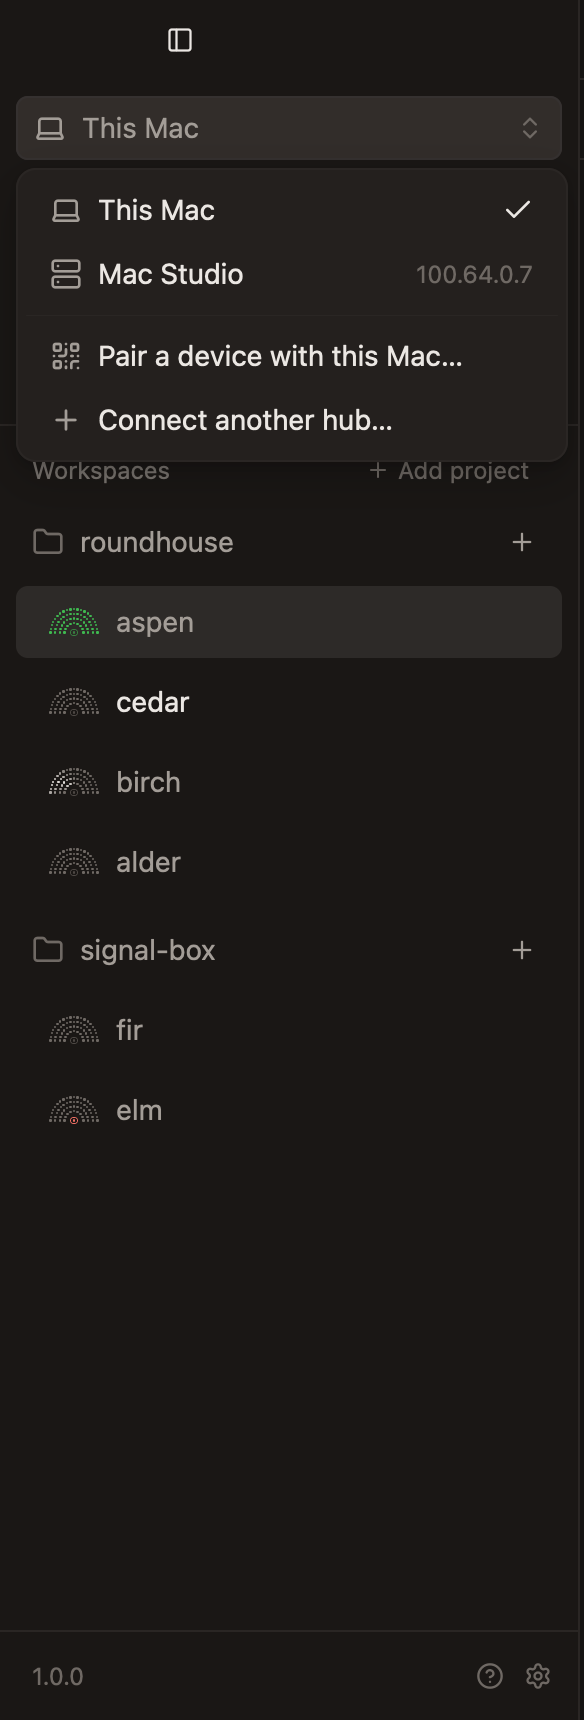 This Mac
This Mac
Mac Studio 100.64.0.7
Pair a device with this Mac...
Connect another hub...
Workspaces + Add project
roundhouse
aspen
cedar
birch
alder
signal-box
fir
elm
1.0.0